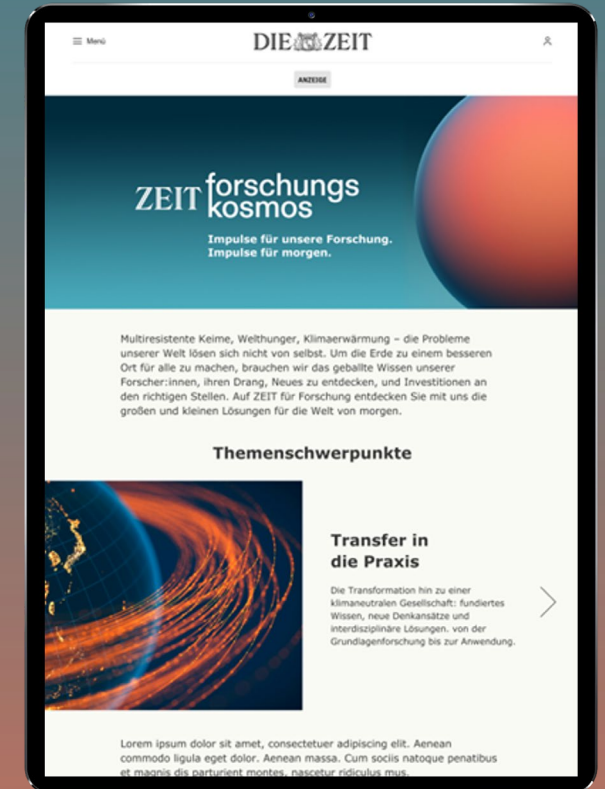 Menü
DIE ZEIT
ANZEIGE
ZEIT forschungs
kosmos
Impulse für unsere Forschung.
Impulse für morgen.
Multiresistente Keime, Welthunger, Klimaerwärmung – die Probleme
unserer Welt lösen sich nicht von selbst. Um die Erde zu einem besseren
Ort für alle zu machen, brauchen wir das geballte Wissen unserer
Forscher:innen, ihren Drang, Neues zu entdecken, und Investitionen an
den richtigen Stellen. Auf ZEIT für Forschung entdecken Sie mit uns die
großen und kleinen Lösungen für die Welt von morgen.
Themenschwerpunkte
Transfer in
die Praxis
Die Transformation hin zu einer
klimaneutralen Gesellschaft: fundiertes
Wissen, neue Denkansätze und
interdisziplinäre Lösungen. von der
Grundlagenforschung bis zur Anwendung.
Lorem ipsum dolor sit amet, consectetuer adipiscing elit. Aenean
commodo ligula eget dolor. Aenean massa. Cum sociis natoque penatibus
et magnis dis parturient montes, nascetur ridiculus mus.